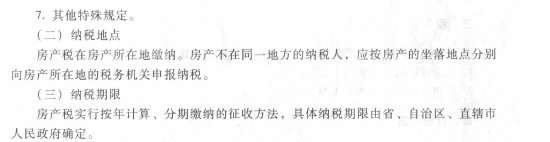 7. 其他特殊规定。
(二) 纳税地点
房产税在房产所在地缴纳。房产不在同一地方的纳税人，应按房产的坐落地点分别
向房产所在地的税务机关申报纳税。
(三) 纳税期限
房产税实行按年计算、分期缴纳的征收方法，具体纳税期限由省、自治区、直辖市
人民政府确定。